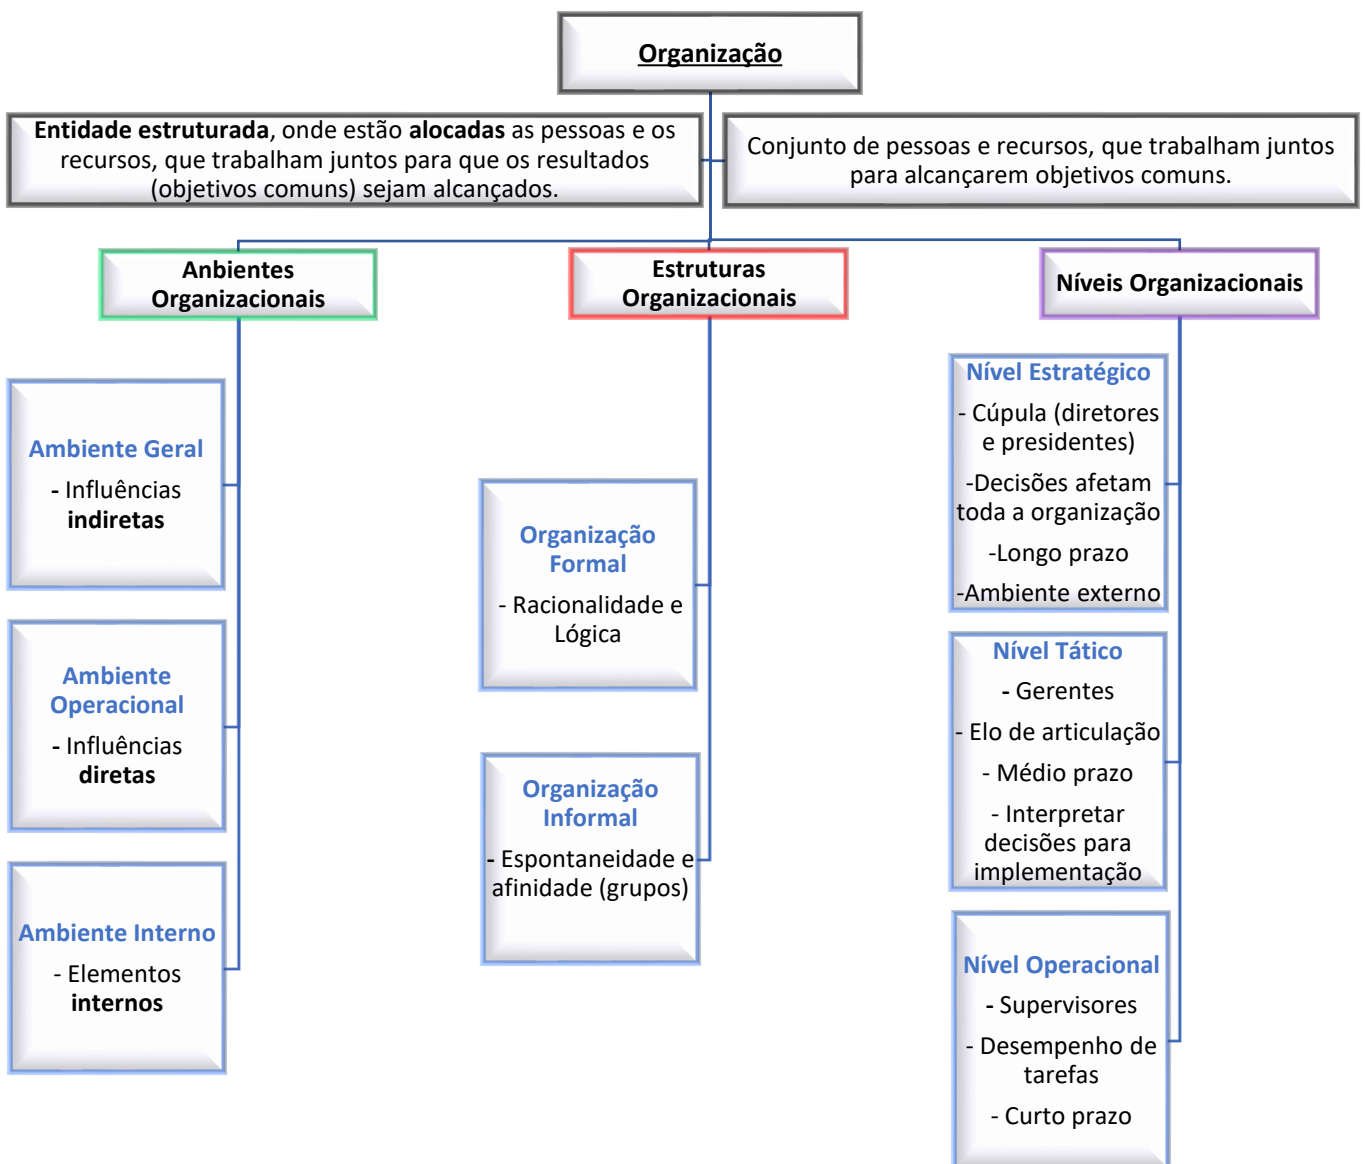 Organização
Entidade estruturada, onde estão alocadas as pessoas e os
recursos, que trabalham juntos para que os resultados
(objetivos comuns) sejam alcançados.
Conjunto de pessoas e recursos, que trabalham juntos
para alcançarem objetivos comuns.
Anbientes
Organizacionais
Ambiente Geral
- Influências
indiretas
Ambiente
Operacional
- Influências
diretas
Ambiente Interno
- Elementos
internos
Estruturas
Organizacionais
Organização
Formal
- Racionalidade e
Lógica
Organização
Informal
- Espontaneidade e
afinidade (grupos)
Níveis Organizacionais
Nível Estratégico
- Cúpula (diretores
e presidentes)
-Decisões afetam
toda a organização
-Longo prazo
-Ambiente externo
Nível Tático
- Gerentes
- Elo de articulação
- Médio prazo
- Interpretar
decisões para
implementação
Nível Operacional
- Supervisores
- Desempenho de
tarefas
- Curto prazo